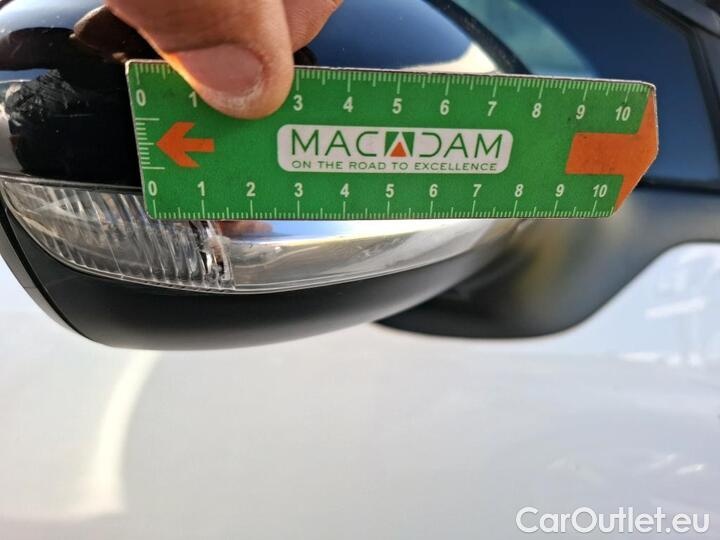 0 1 3 4 5 6 7 8 9 10
MACADAM
ON THE ROAD TO EXCELLENCE
0 1 2 3 4 5 6 7 8 9 10
CarOutlet.eu